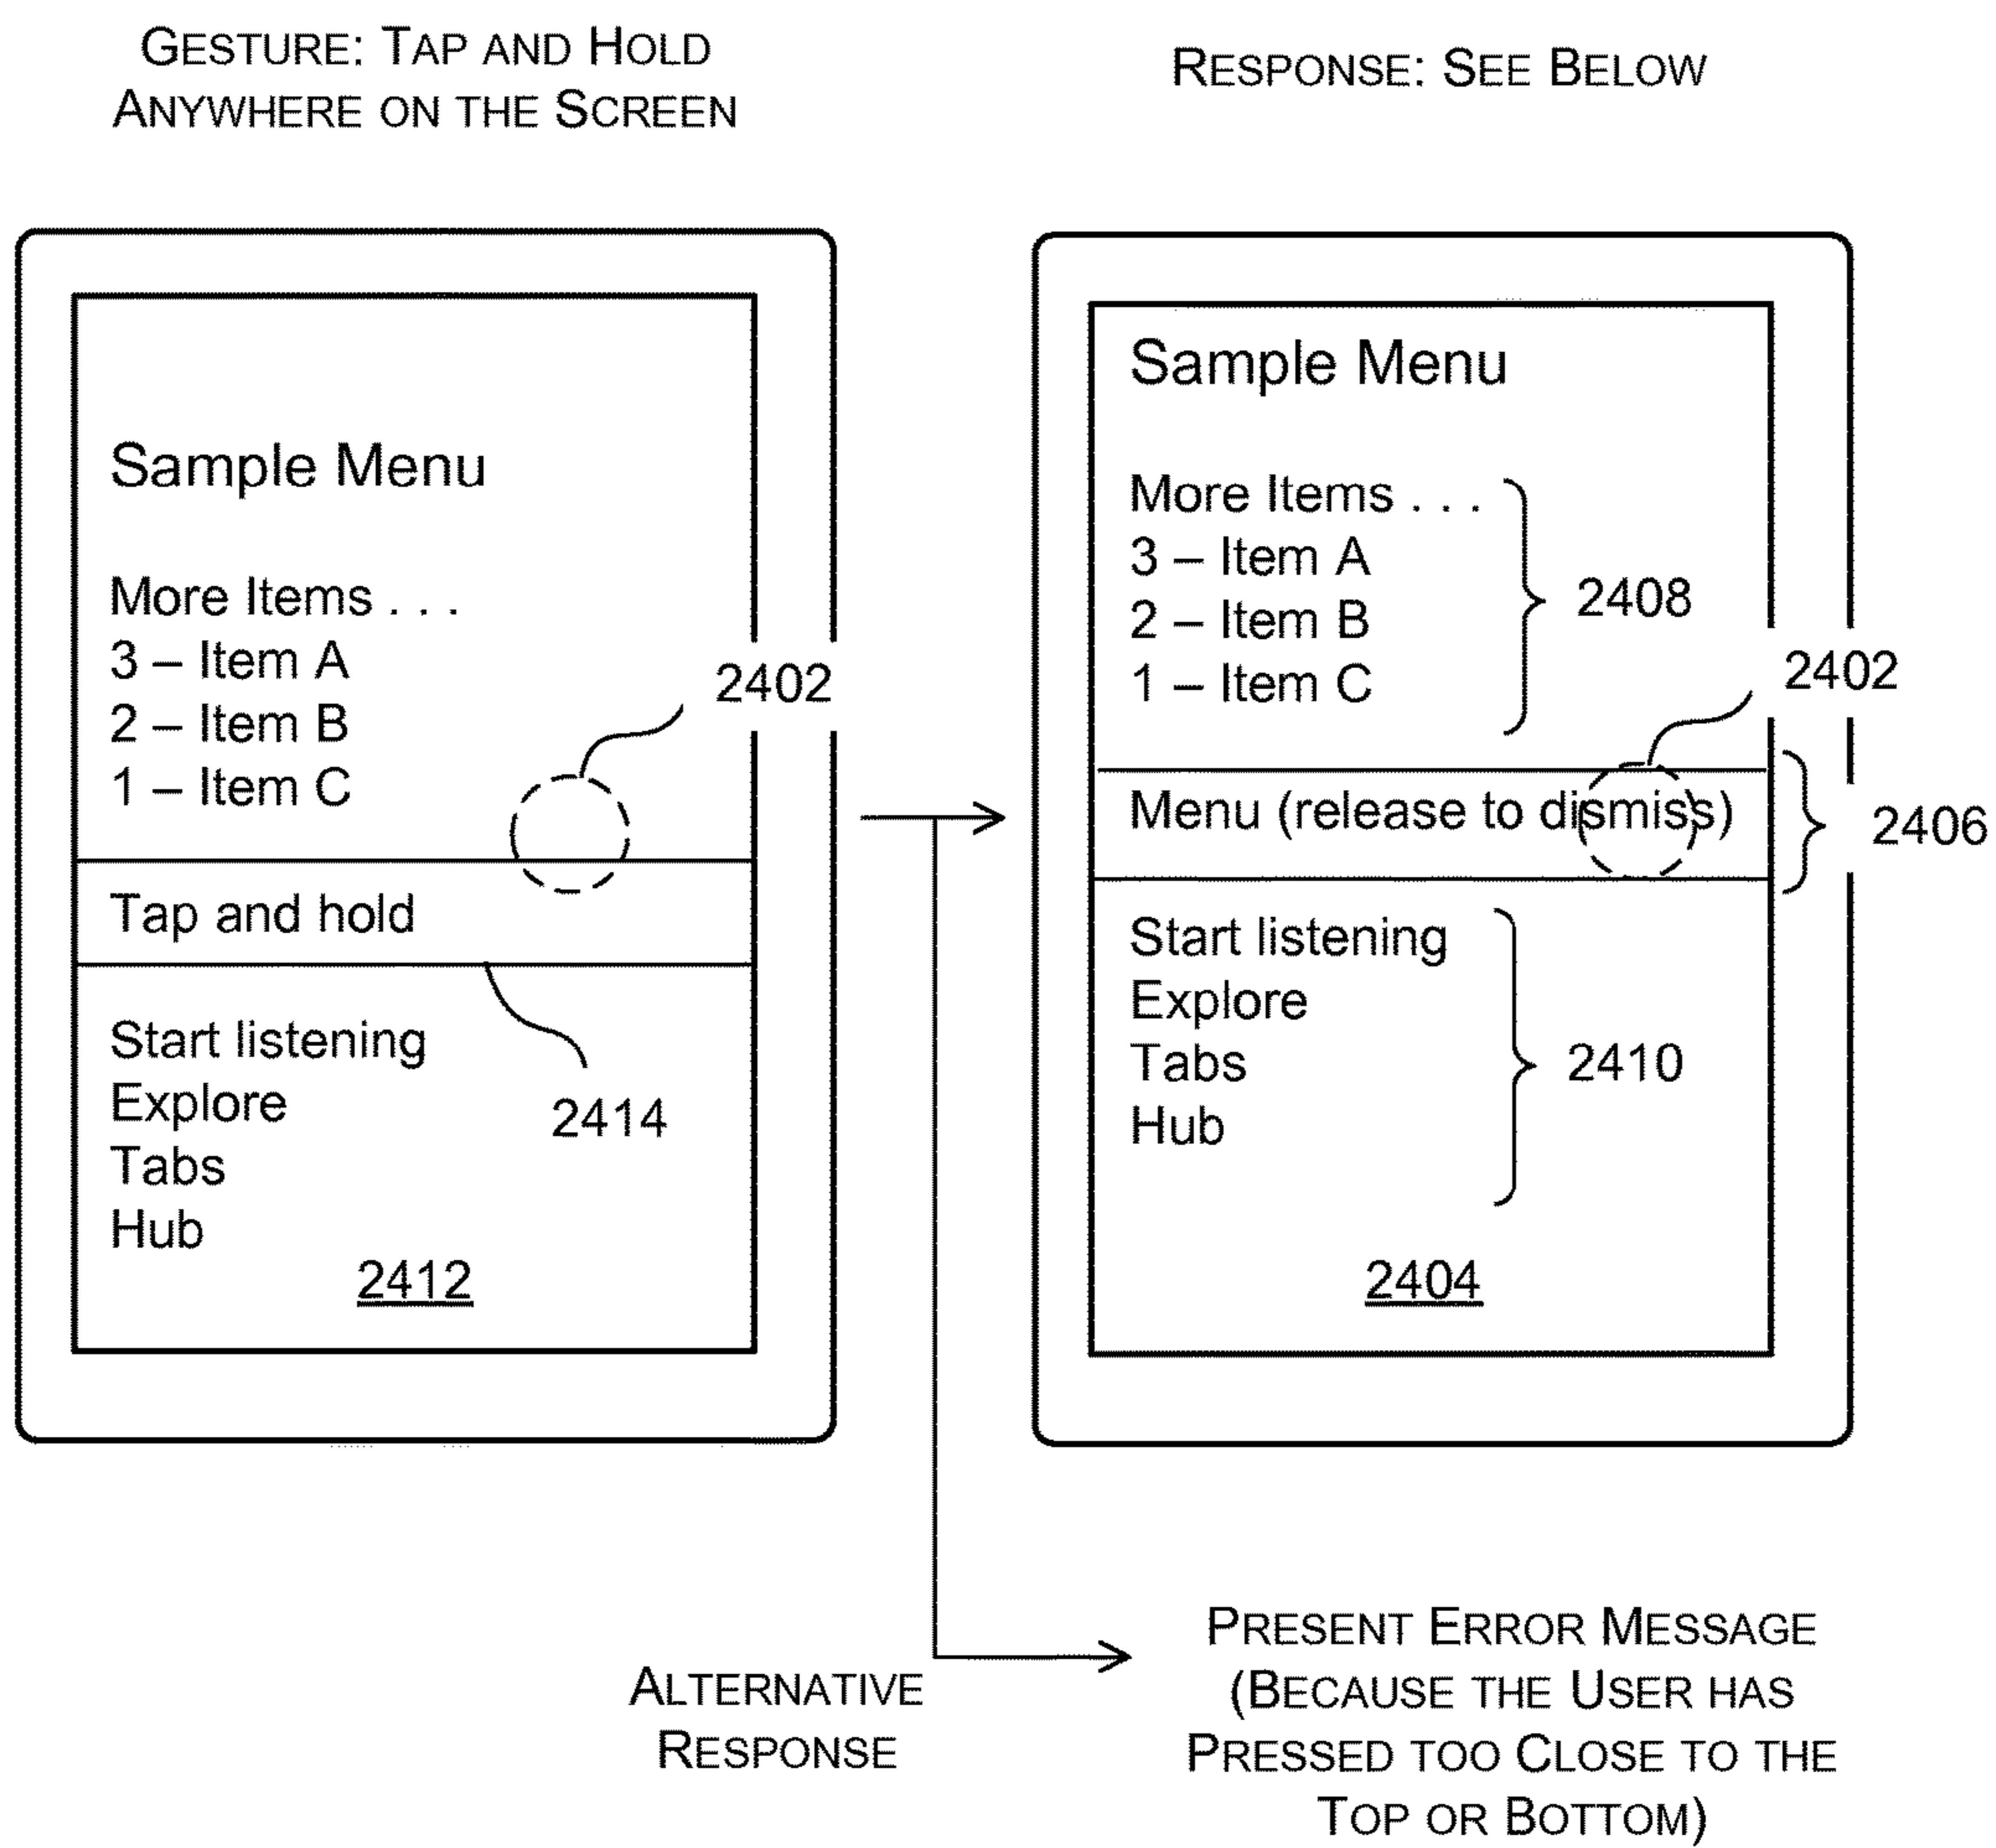 GESTURE: TAP AND HOLD
ANYWHERE ON THE SCREEN
RESPONSE: SEE BELOW
Sample Menu
More Items . . .
3 – Item A
2 – Item B
1 – Item C
2402
Tap and hold
2414
Start listening
Explore
Tabs
Hub
2412
Sample Menu
More Items . . .
3 – Item A
2 – Item B
1 – Item C
2408
2402
Menu (release to dismiss)
2406
Start listening
Explore
Tabs
Hub
2410
2404
ALTERNATIVE
RESPONSE
PRESENT ERROR MESSAGE
(BECAUSE THE USER HAS
PRESSED TOO CLOSE TO THE
TOP OR BOTTOM)